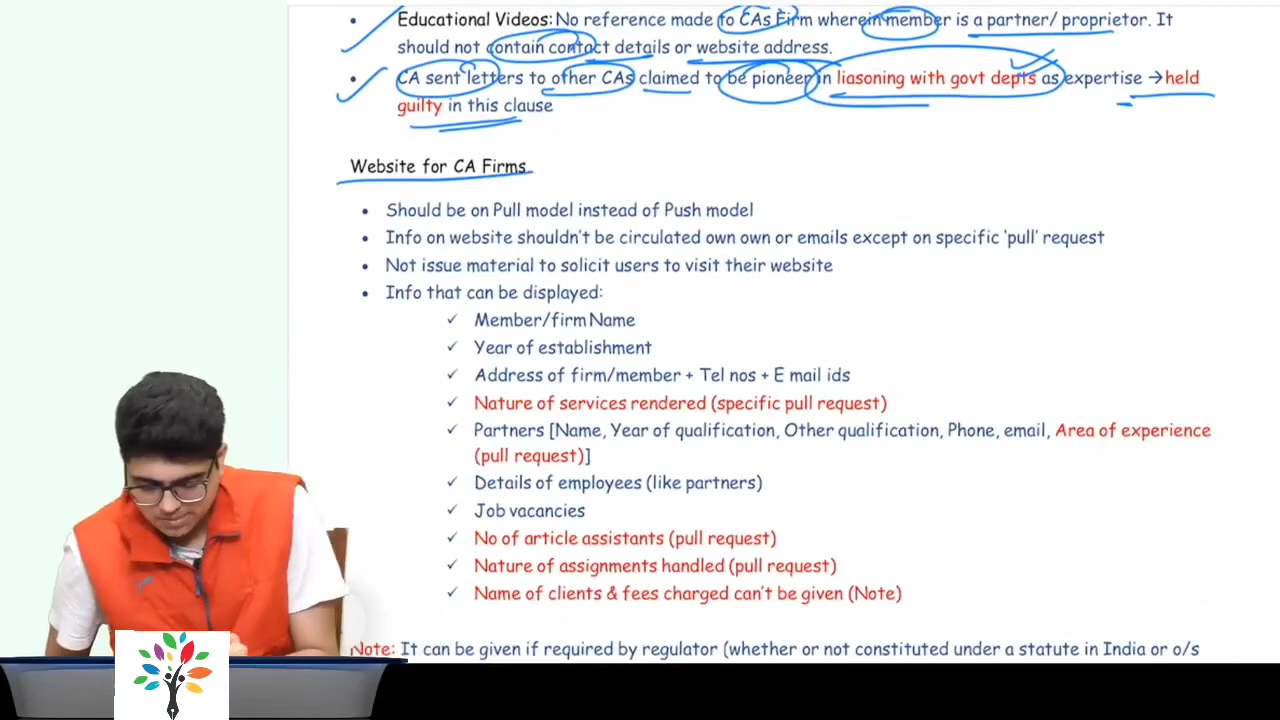 • Educational Videos: No reference made to CAs Firm wherein member is a partner/ proprietor. It
should not contain contact details or website address.
• CA sent letters to other CAs claimed to be pioneer in liasoning with govt depts as expertise →held
guilty in this clause
Website for CA Firms
• Should be on Pull model instead of Push model
• Info on website shouldn't be circulated own own or emails except on specific 'pull' request
• Not issue material to solicit users to visit their website
• Info that can be displayed:
✓ Member/firm Name
✓ Year of establishment
✓ Address of firm/member + Tel nos + E mail ids
✓ Nature of services rendered (specific pull request)
✓ Partners [Name, Year of qualification, Other qualification, Phone, email, Area of experience
(pull request)]
✓ Details of employees (like partners)
✓ Job vacancies
✓ No of article assistants (pull request)
✓ Nature of assignments handled (pull request)
✓ Name of clients & fees charged can't be given (Note)
Note: It can be given if required by regulator (whether or not constituted under a statute in India or o/s